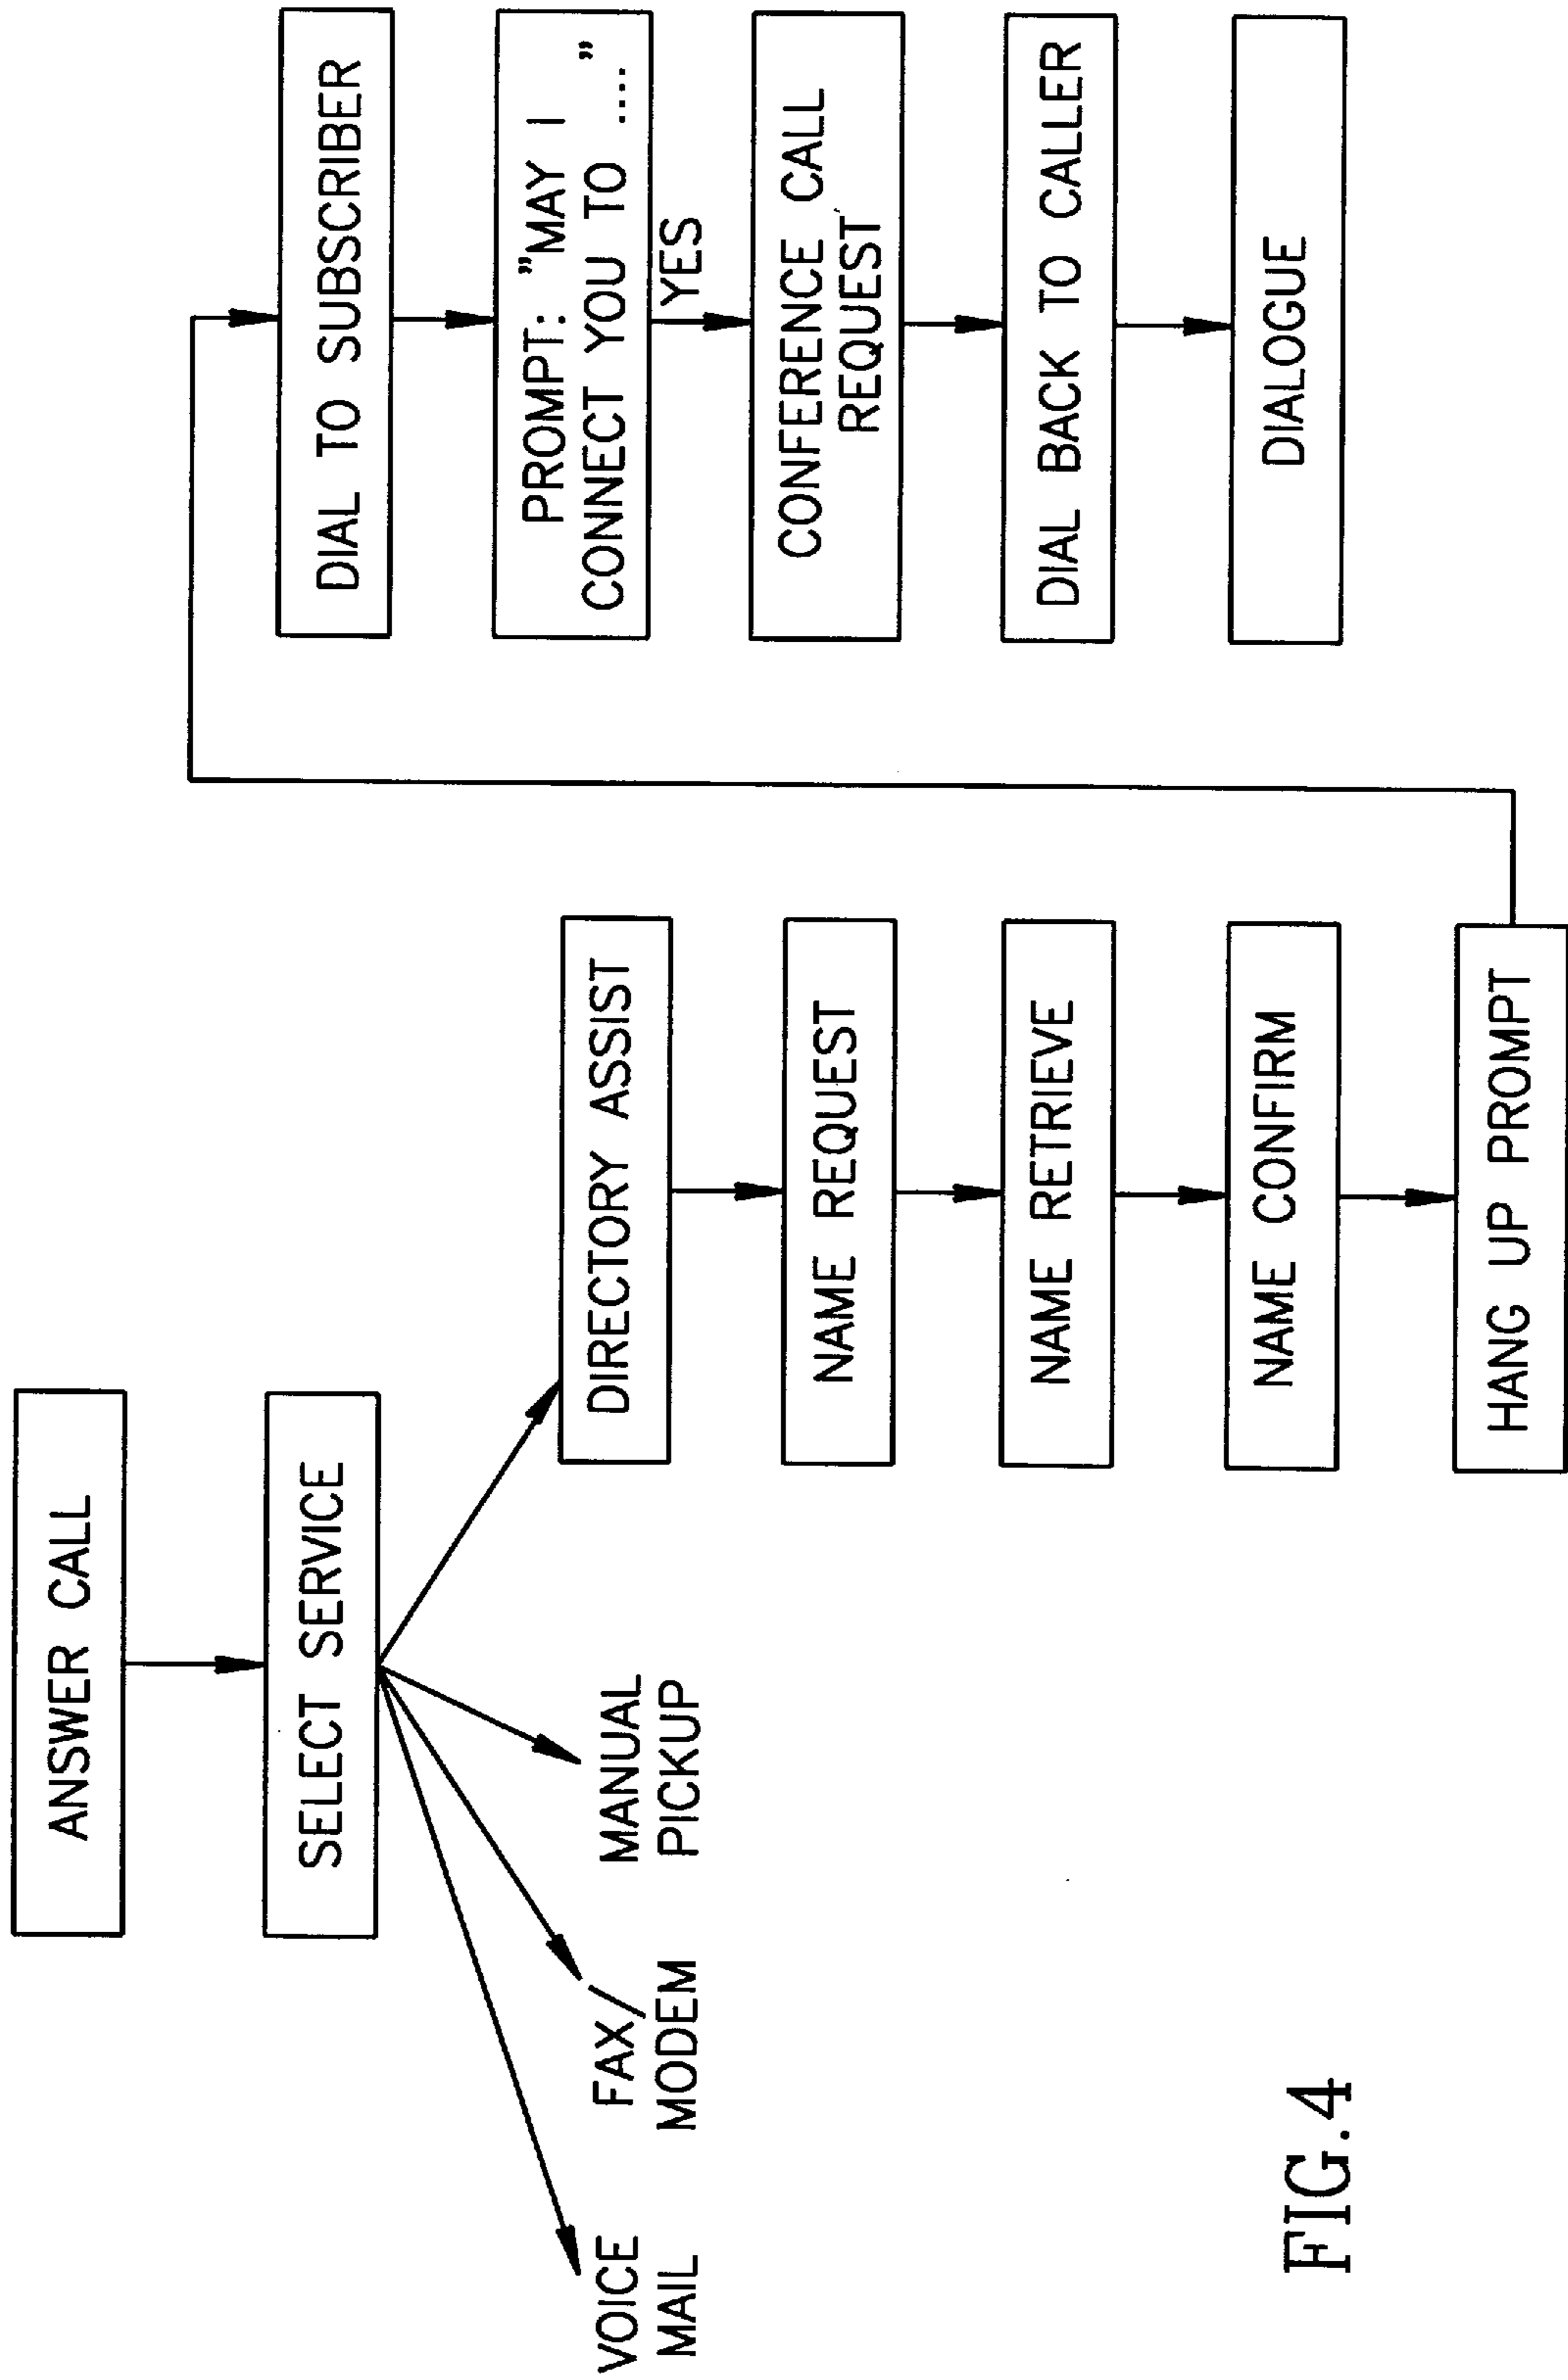 ANSWER CALL
SELECT SERVICE
VOICE
MAIL
FAX/
MODEM
MANUAL
PICKUP
DIRECTORY ASSIST
NAME REQUEST
NAME RETRIEVE
NAME CONFIRM
HANG UP PROMPT
DIAL TO SUBSCRIBER
PROMPT: "MAY I
CONNECT YOU TO ...."
YES
CONFERENCE CALL
REQUEST
DIAL BACK TO CALLER
DIALOGUE
FIG.4